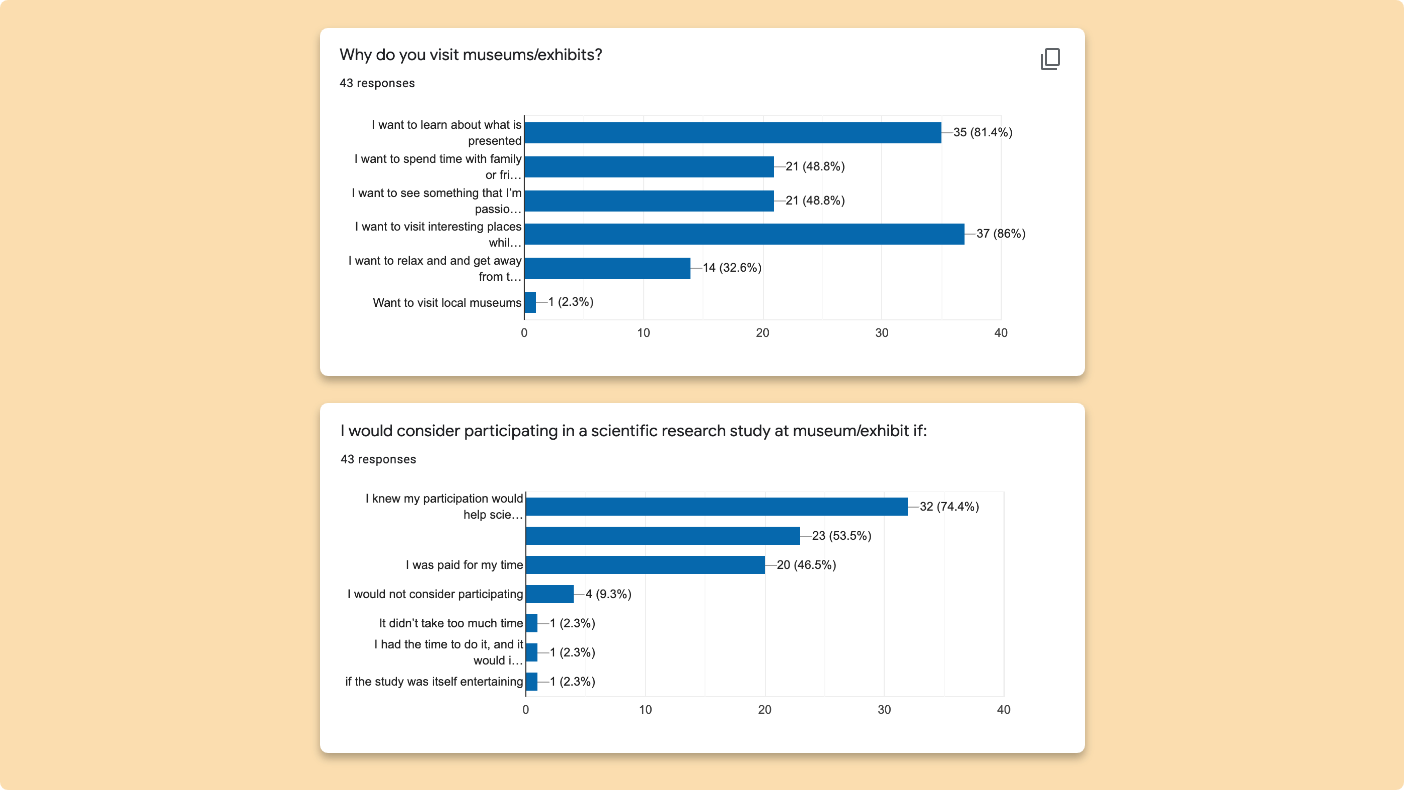 Why do you visit museums/exhibits?
43 responses
I want to learn about what is
presented
35 (81.4%)
I want to spend time with family
or fri…
21 (48.8%)
I want to see something that I'm
passio…
21 (48.8%)
I want to visit interesting places
whil…
37 (86%)
I want to relax and and get away
from t…
14 (32.6%)
Want to visit local museums
1 (2.3%)
0 10 20 30 40
I would consider participating in a scientific research study at museum/exhibit if:
43 responses
I knew my participation would
help scie…
32 (74.4%)
23 (53.5%)
I was paid for my time
20 (46.5%)
I would not consider participating
4 (9.3%)
It didn't take too much time
1 (2.3%)
I had the time to do it, and it
would i…
1 (2.3%)
if the study was itself entertaining
1 (2.3%)
0 10 20 30 40